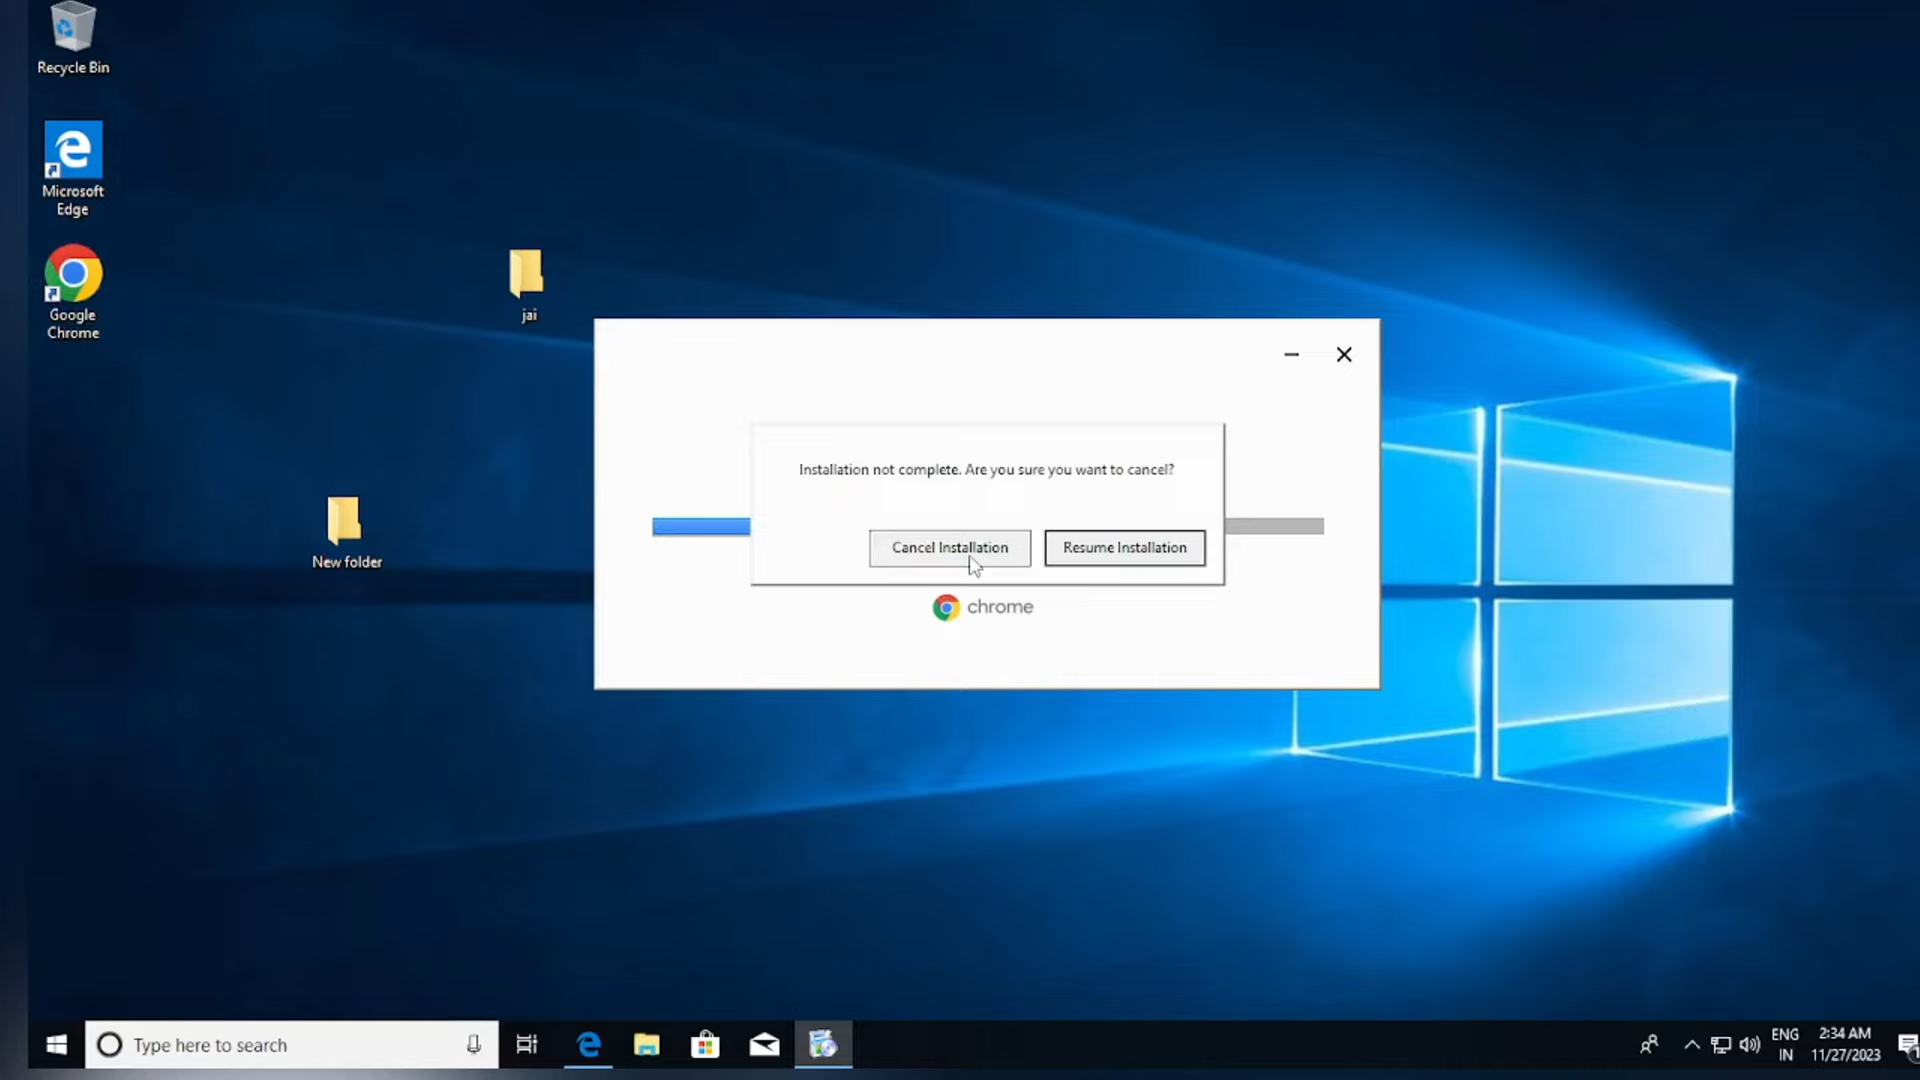 Recycle Bin
Microsoft
Edge
Google
Chrome
jai
New folder
Installation not complete. Are you sure you want to cancel?
Cancel Installation
Resume Installation
chrome
Type here to search
ENG
IN
2:34 AM
11/27/2023